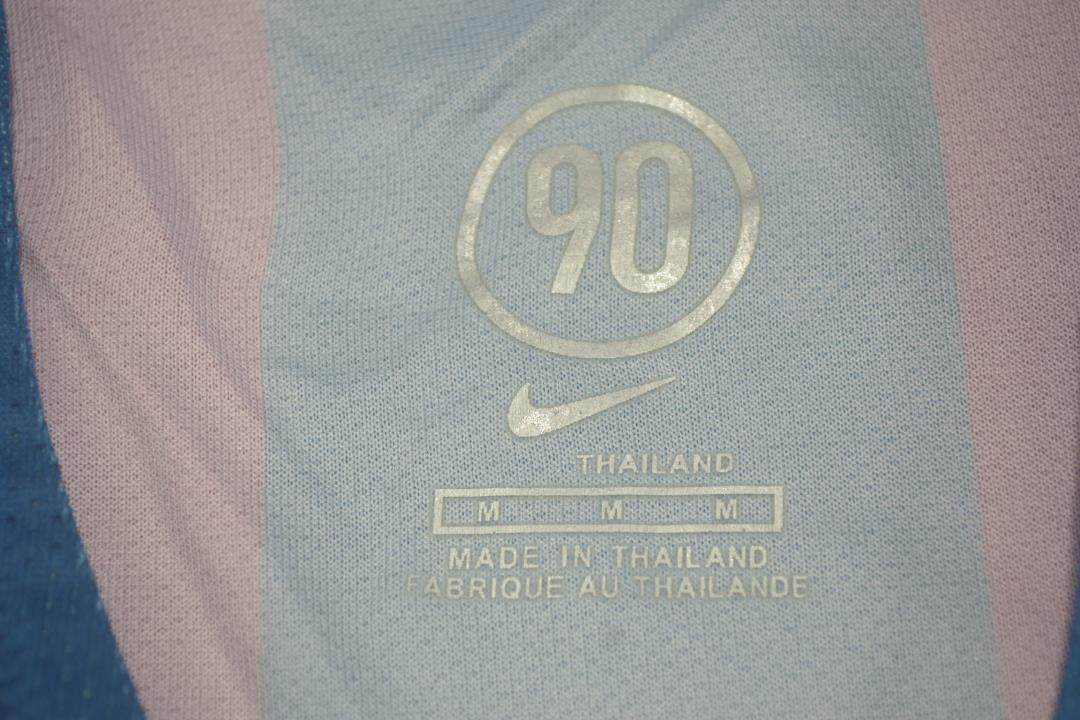 90
THAILAND
M M M
MADE IN THAILAND
FABRIQUE AU THAILANDE